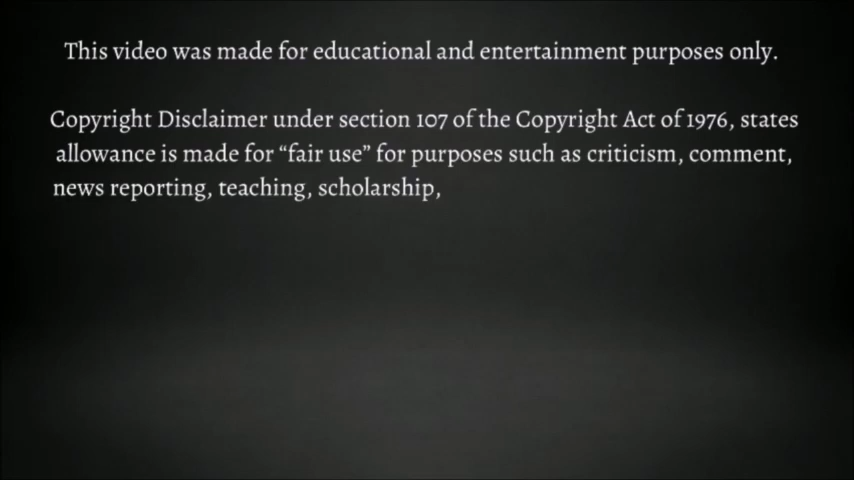 This video was made for educational and entertainment purposes only.
Copyright Disclaimer under section 107 of the Copyright Act of 1976, states
allowance is made for “fair use” for purposes such as criticism, comment,
news reporting, teaching, scholarship,